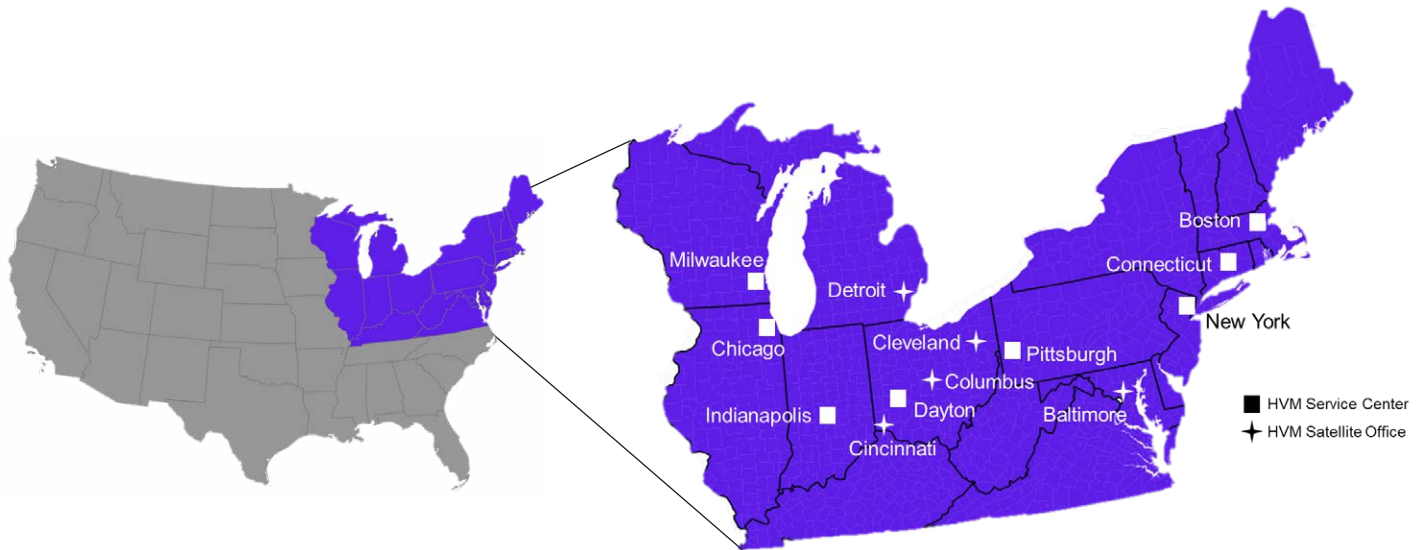 Boston
Milwaukee
Connecticut
Detroit
New York
Cleveland
Chicago
Pittsburgh
Columbus
Dayton
Indianapolis
Baltimore
Cincinnati
HVM Service Center
HVM Satellite Office